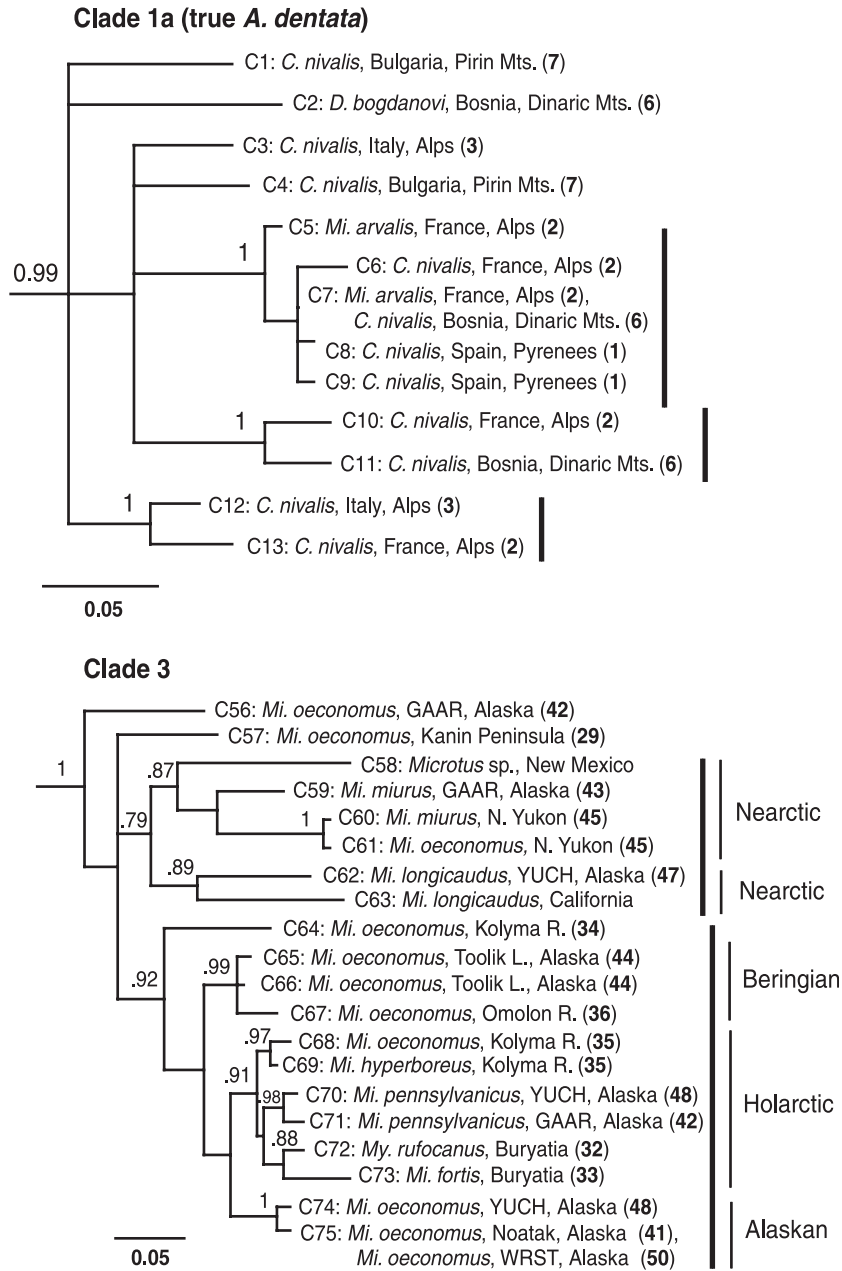 Clade 1a (true A. dentata)
C1: C. nivalis, Bulgaria, Pirin Mts. (7)
C2: D. bogdanovi, Bosnia, Dinaric Mts. (6)
C3: C. nivalis, Italy, Alps (3)
C4: C. nivalis, Bulgaria, Pirin Mts. (7)
C5: Mi. arvalis, France, Alps (2)
1
C6: C. nivalis, France, Alps (2)
0.99
C7: Mi. arvalis, France, Alps (2),
C. nivalis, Bosnia, Dinaric Mts. (6)
C8: C. nivalis, Spain, Pyrenees (1)
C9: C. nivalis, Spain, Pyrenees (1)
1
C10: C. nivalis, France, Alps (2)
C11: C. nivalis, Bosnia, Dinaric Mts. (6)
1
C12: C. nivalis, Italy, Alps (3)
C13: C. nivalis, France, Alps (2)
0.05
Clade 3
C56: Mi. oeconomus, GAAR, Alaska (42)
C57: Mi. oeconomus, Kanin Peninsula (29)
1
.87
C58: Microtus sp., New Mexico
C59: Mi. miurus, GAAR, Alaska (43)
Nearctic
.79
1
C60: Mi. miurus, N. Yukon (45)
C61: Mi. oeconomus, N. Yukon (45)
.89
C62: Mi. longicaudus, YUCH, Alaska (47)
Nearctic
C63: Mi. longicaudus, California
C64: Mi. oeconomus, Kolyma R. (34)
.92
.99
C65: Mi. oeconomus, Toolik L., Alaska (44)
C66: Mi. oeconomus, Toolik L., Alaska (44)
Beringian
C67: Mi. oeconomus, Omolon R. (36)
.97
C68: Mi. oeconomus, Kolyma R. (35)
C69: Mi. hyperboreus, Kolyma R. (35)
.91
.98
C70: Mi. pennsylvanicus, YUCH, Alaska (48)
Holarctic
C71: Mi. pennsylvanicus, GAAR, Alaska (42)
.88
C72: My. rufocanus, Buryatia (32)
C73: Mi. fortis, Buryatia (33)
1
C74: Mi. oeconomus, YUCH, Alaska (48)
C75: Mi. oeconomus, Noatak, Alaska (41),
Alaskan
Mi. oeconomus, WRST, Alaska (50)
0.05